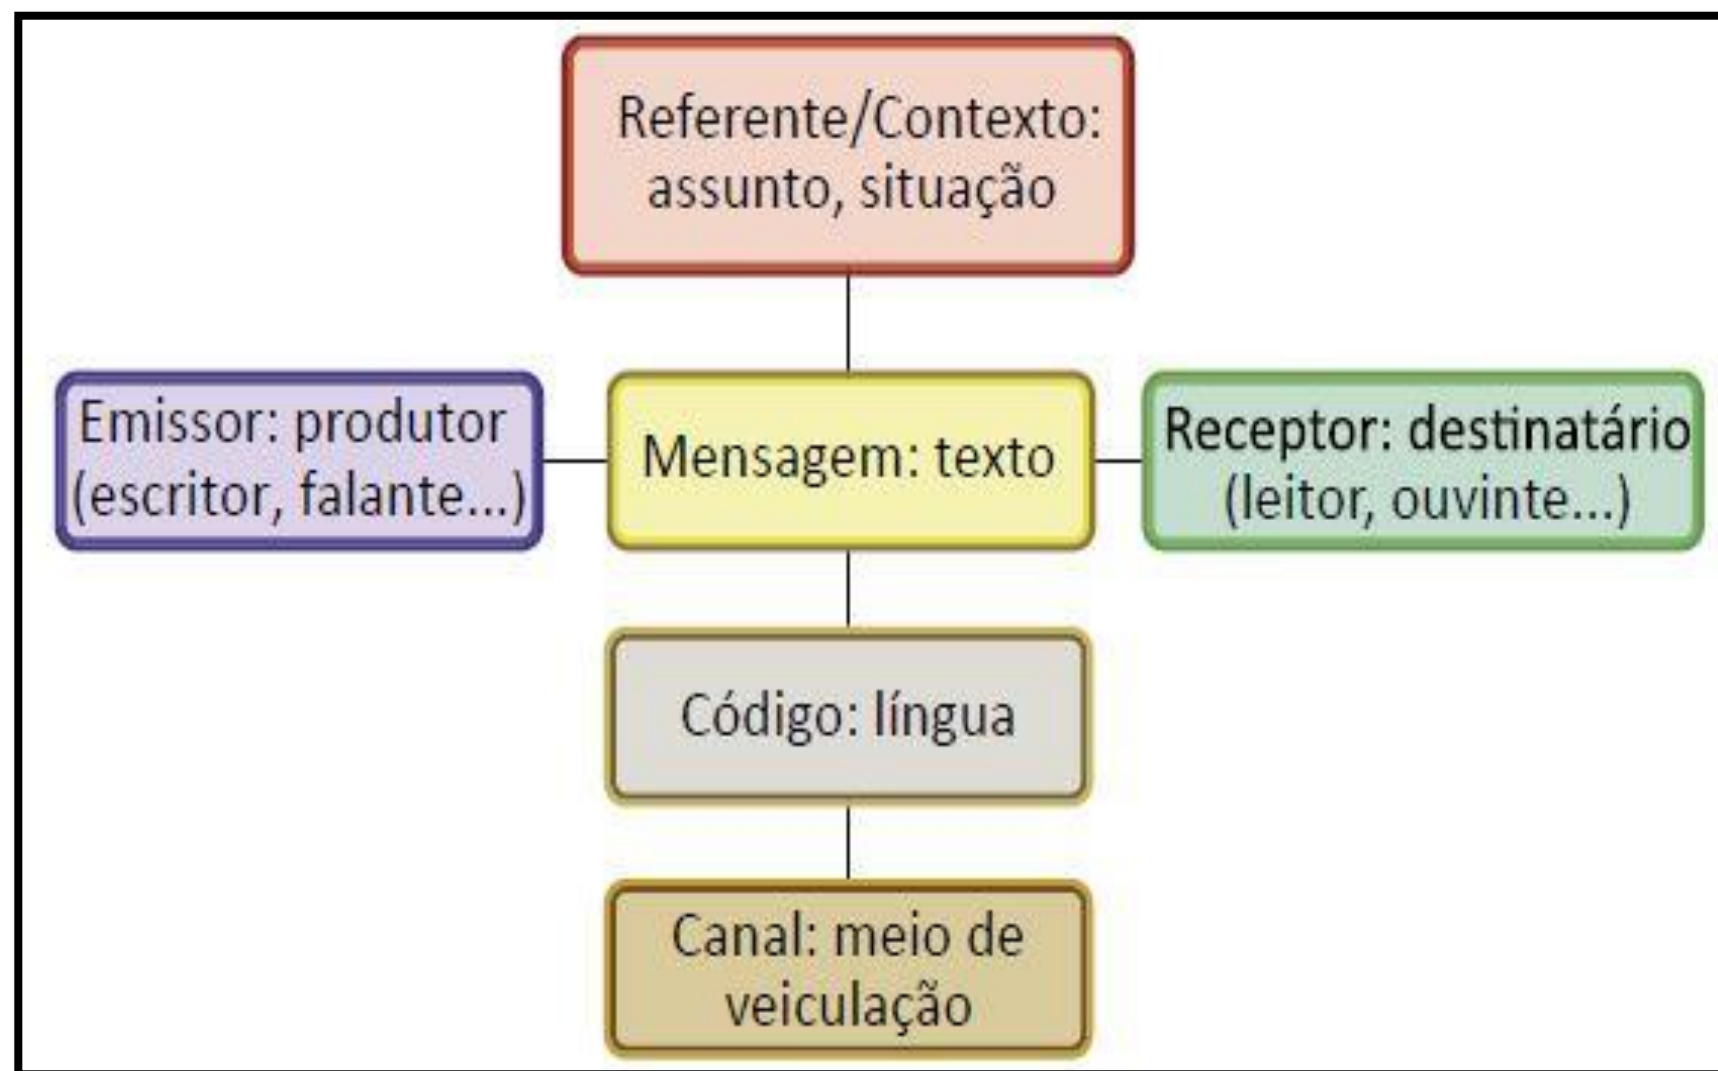 Referente/Contexto:
assunto, situação
Emissor: produtor
(escritor, falante...)
Mensagem: texto
Receptor: destinatário
(leitor, ouvinte...)
Código: língua
Canal: meio de
veiculação